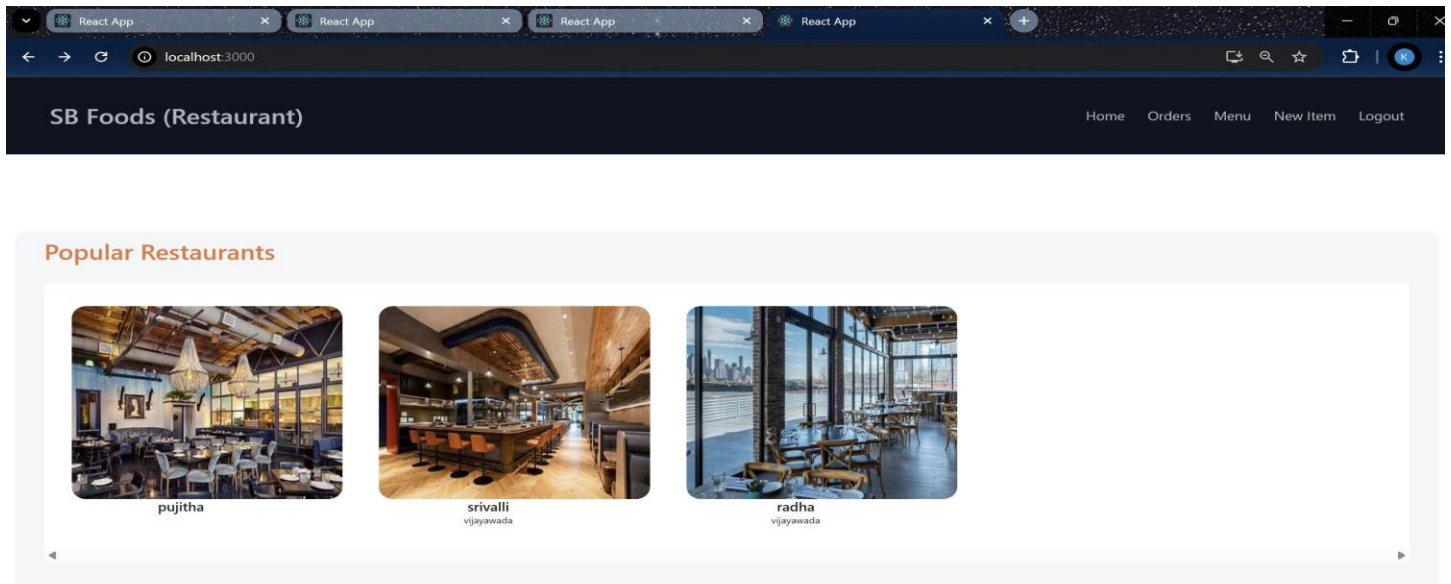 React App React App React App React App
localhost:3000
K
SB Foods (Restaurant) Home Orders Menu New Item Logout
Popular Restaurants
pujitha srivalli radha
vijayawada vijayawada